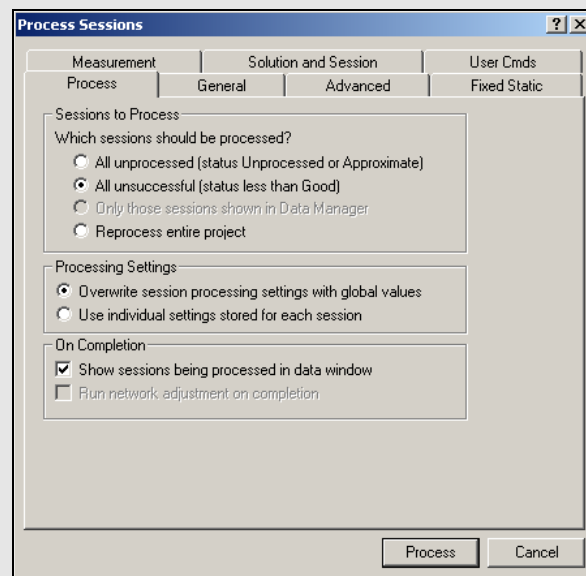 Process Sessions
Measurement
Solution and Session
User Cmds
Process
General
Advanced
Fixed Static
Sessions to Process
Which sessions should be processed?
All unprocessed (status Unprocessed or Approximate)
All unsuccessful (status less than Good)
Only those sessions shown in Data Manager
Reprocess entire project
Processing Settings
Overwrite session processing settings with global values
Use individual settings stored for each session
On Completion
Show sessions being processed in data window
Run network adjustment on completion
Process
Cancel